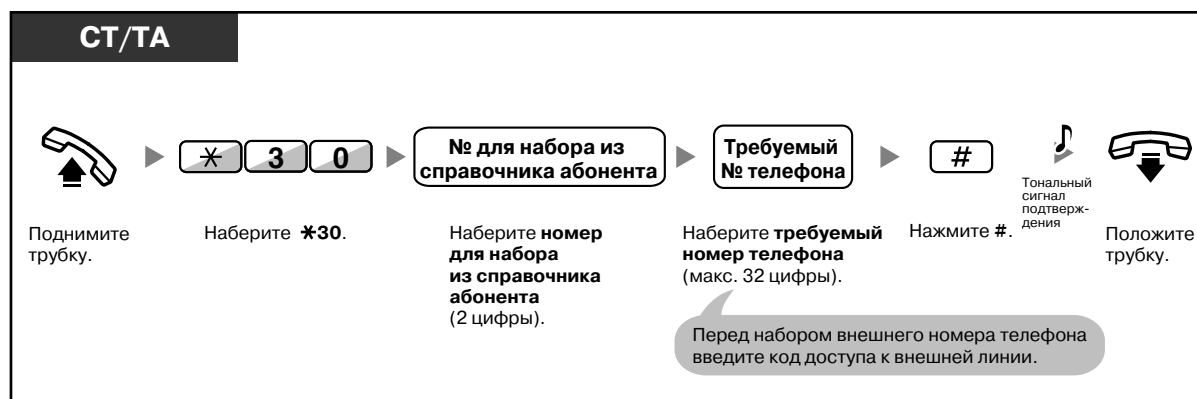 СТ/ТА
✱ 3 0
№ для набора из
справочника абонента
Требуемый
№ телефона
#
Поднимите
трубку.
Наберите ✱30.
Наберите номер
для набора
из справочника
абонента
(2 цифры).
Наберите требуемый
номер телефона
(макс. 32 цифры).
Перед набором внешнего номера телефона
введите код доступа к внешней линии.
Нажмите #.
Тональный
сигнал
подтверж-
дения
Положите
трубку.